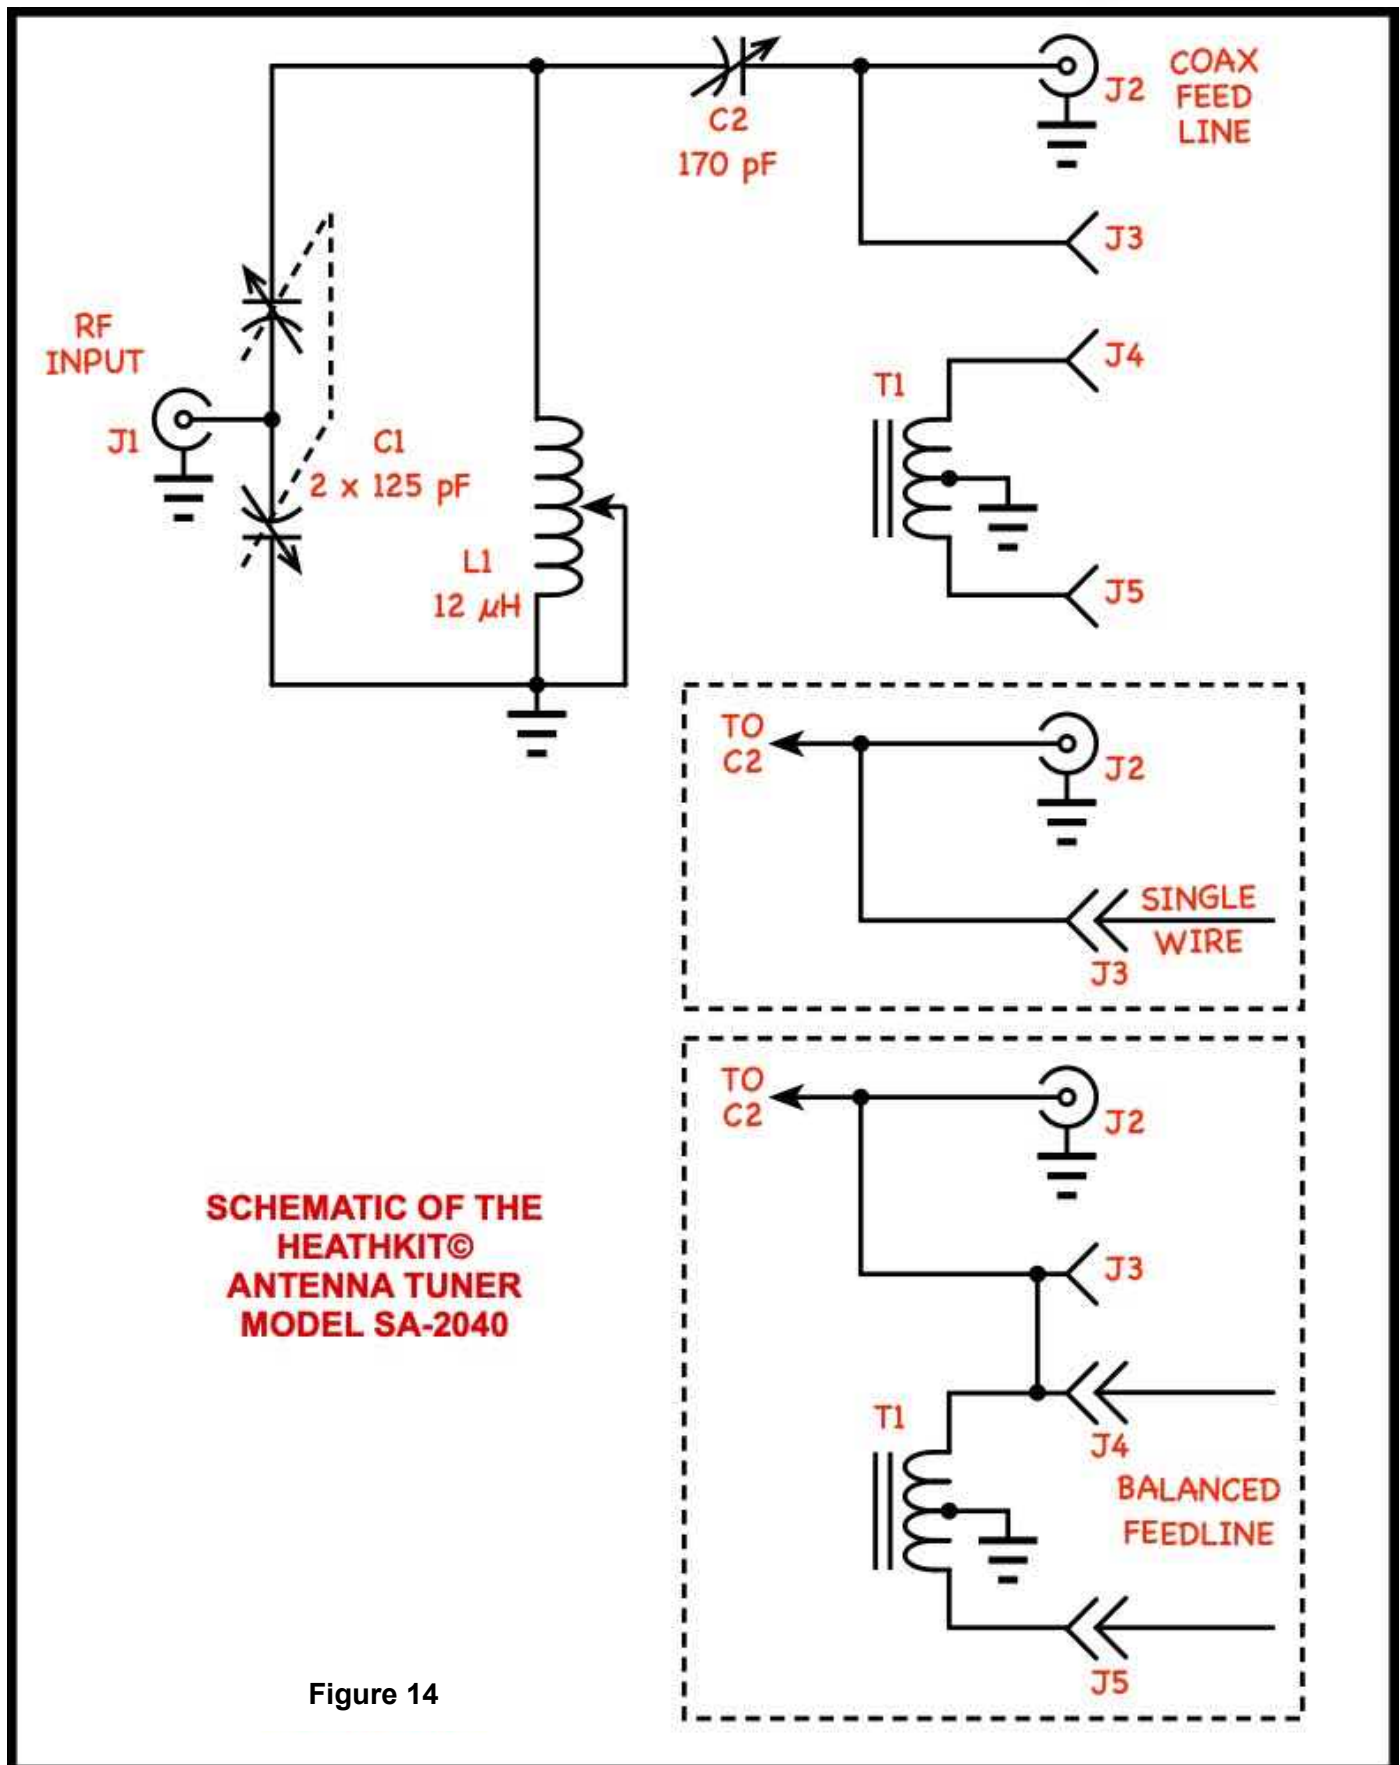 COAX
FEED
LINE
J2
C2
170 pF
J3
RF
INPUT
J1
C1
2 x 125 pF
L1
12 µH
T1
J4
J5
TO
C2
J2
SINGLE
WIRE
J3
TO
C2
J2
J3
T1
J4
BALANCED
FEEDLINE
J5
SCHEMATIC OF THE
HEATHKIT©
ANTENNA TUNER
MODEL SA-2040
Figure 14